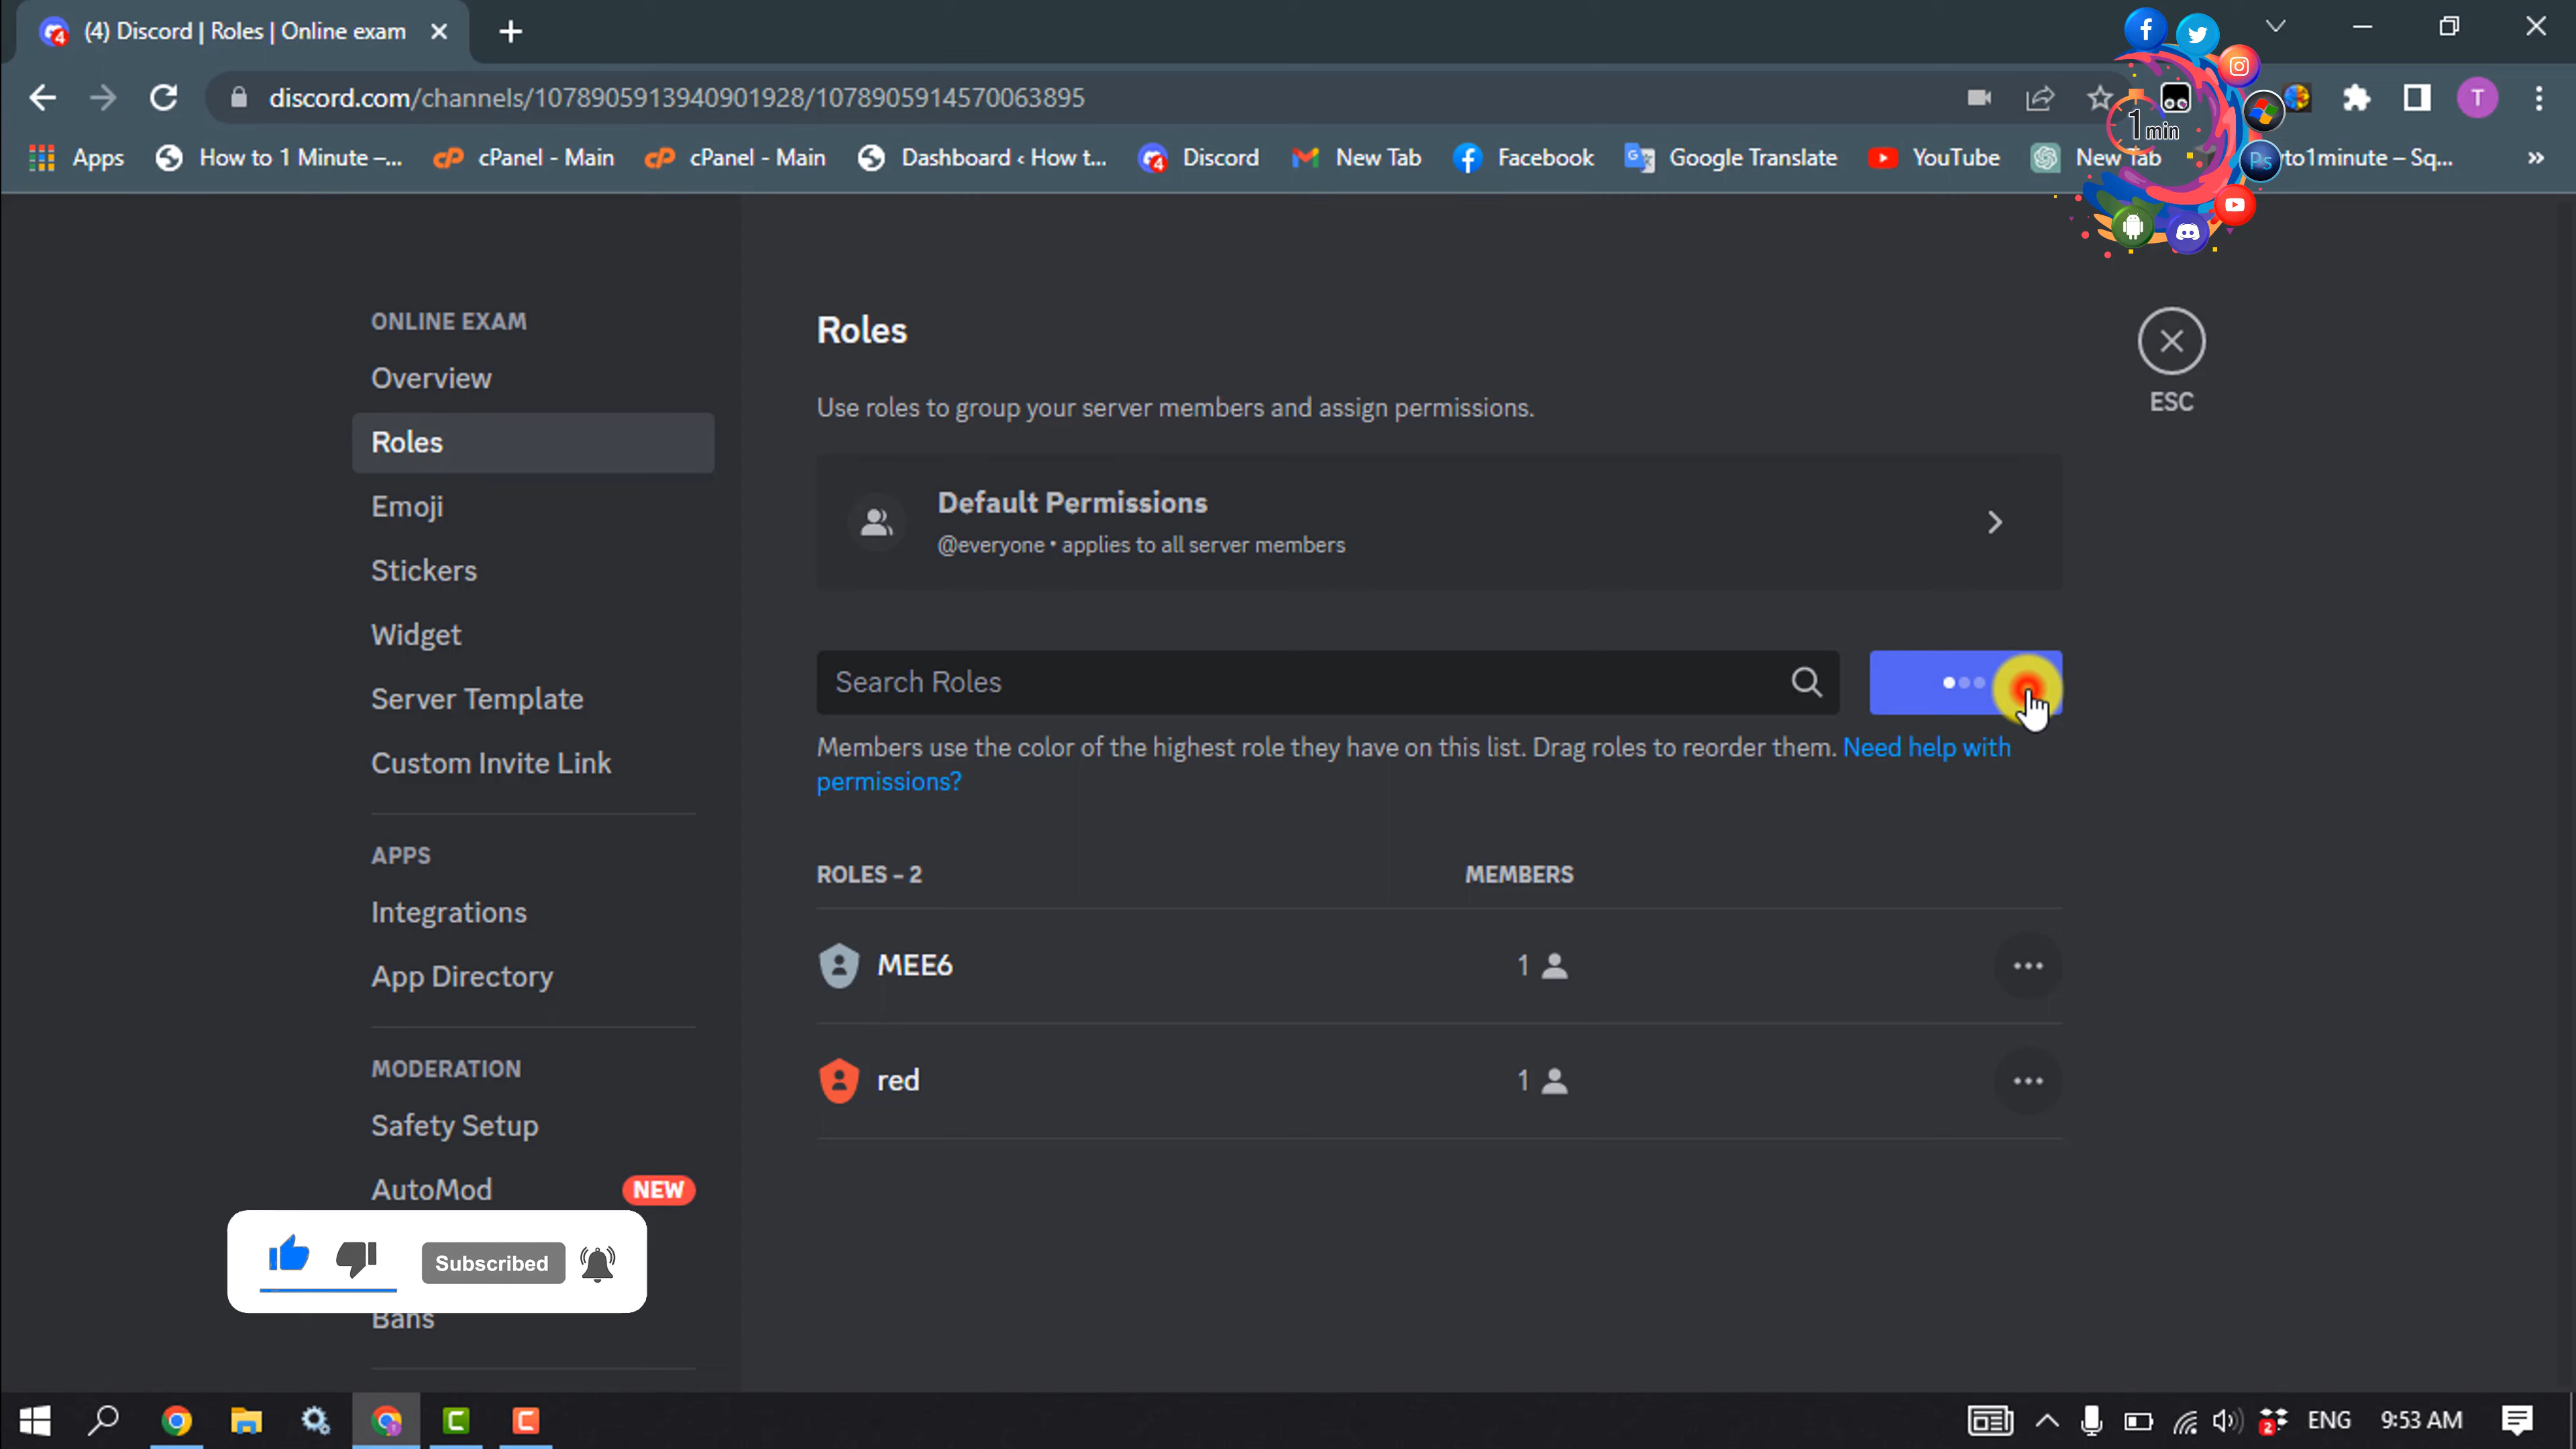 (4) Discord | Roles | Online exam
discord.com/channels/1078905913940901928/1078905914570063895
T
1 min
Apps
How to 1 Minute –...
cPanel - Main
cPanel - Main
Dashboard ‹ How t...
Discord
New Tab
Facebook
Google Translate
YouTube
New Tab
Ps
to1minute – Sq...
ONLINE EXAM
Overview
Roles
Emoji
Stickers
Widget
Server Template
Custom Invite Link
APPS
Integrations
App Directory
MODERATION
Safety Setup
AutoMod
NEW
Bans
Subscribed
Roles
ESC
Use roles to group your server members and assign permissions.
Default Permissions
@everyone • applies to all server members
Search Roles
Members use the color of the highest role they have on this list. Drag roles to reorder them. Need help with
permissions?
ROLES – 2
MEMBERS
MEE6
1
red
1
2
ENG
9:53 AM